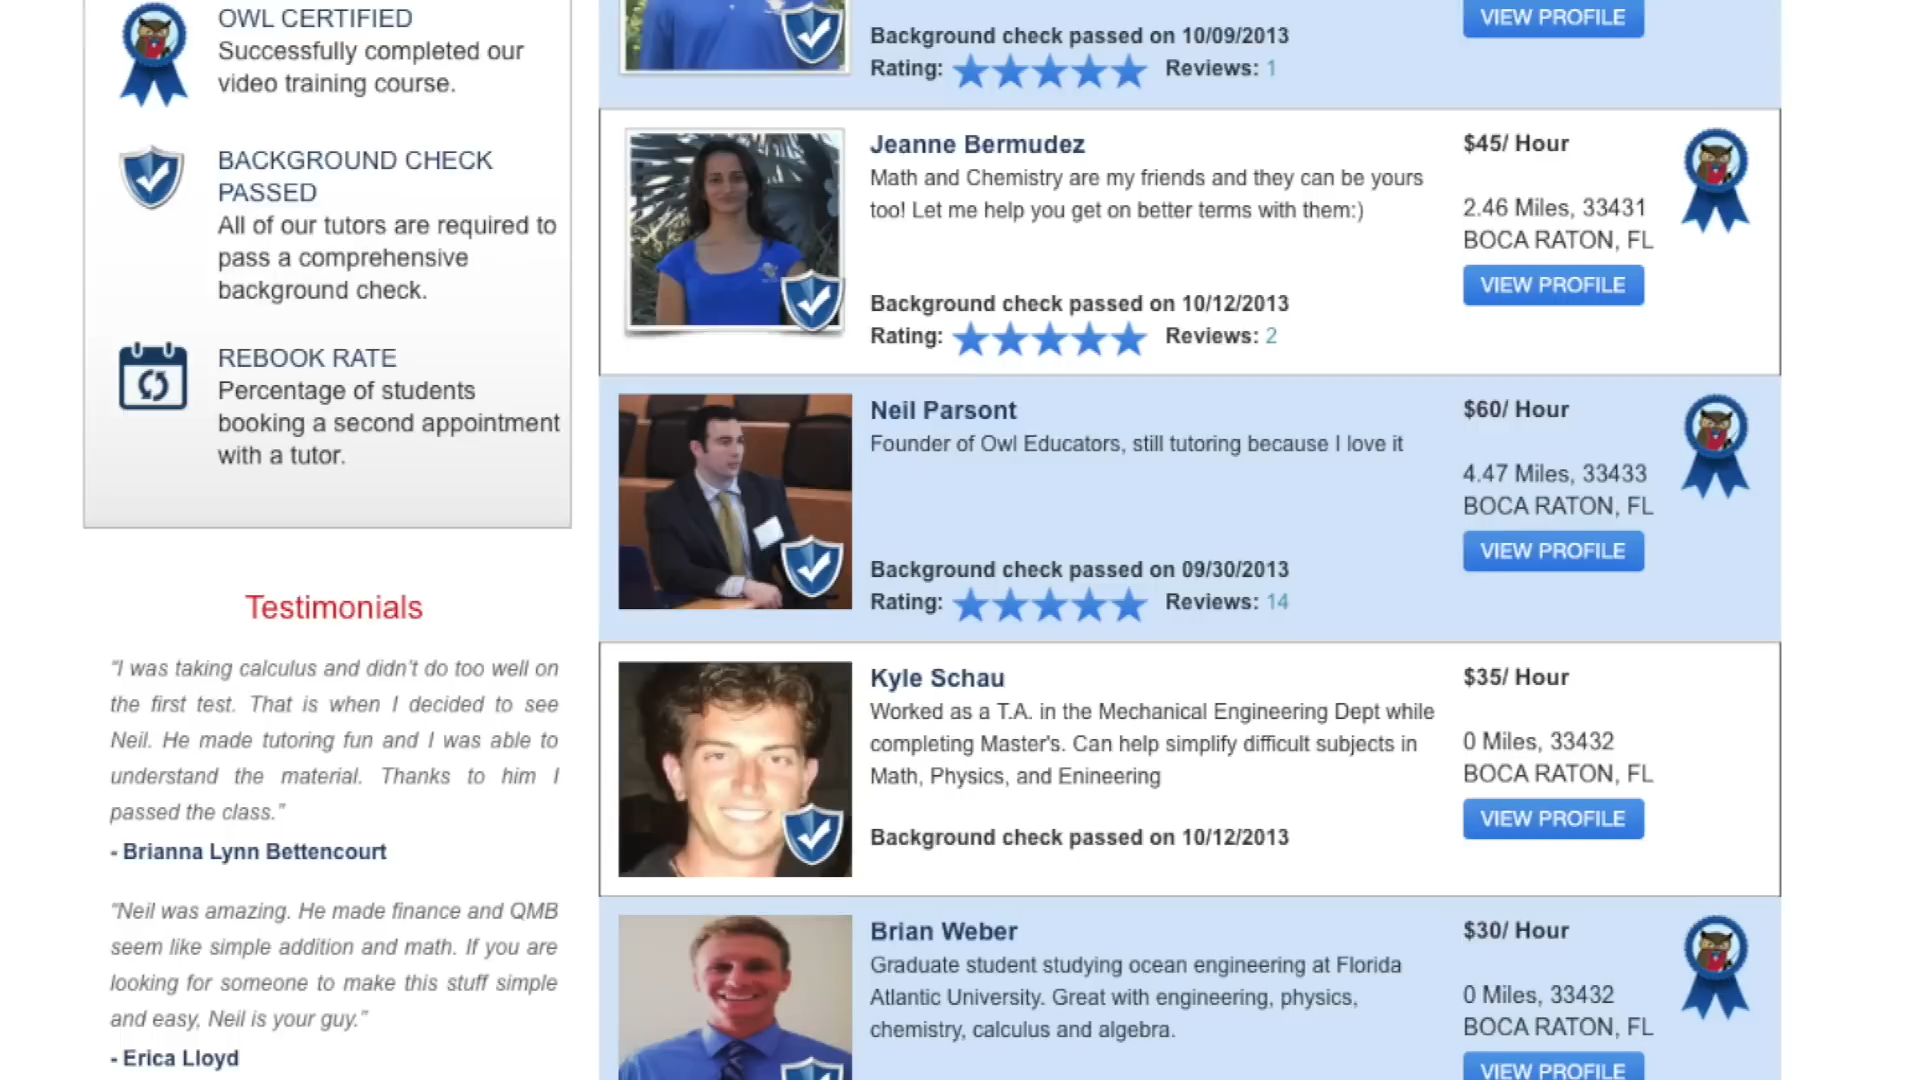 OWL CERTIFIED
Successfully completed our
video training course.
BACKGROUND CHECK
PASSED
All of our tutors are required to
pass a comprehensive
background check.
REBOOK RATE
Percentage of students
booking a second appointment
with a tutor.
Testimonials
"I was taking calculus and didn't do too well on
the first test. That is when I decided to see
Neil. He made tutoring fun and I was able to
understand the material. Thanks to him I
passed the class."
- Brianna Lynn Bettencourt
"Neil was amazing. He made finance and QMB
seem like simple addition and math. If you are
looking for someone to make this stuff simple
and easy, Neil is your guy."
- Erica Lloyd
VIEW PROFILE
Background check passed on 10/09/2013
Rating: Reviews: 1
Jeanne Bermudez
Math and Chemistry are my friends and they can be yours
too! Let me help you get on better terms with them:)
Background check passed on 10/12/2013
Rating: Reviews: 2
$45/ Hour
2.46 Miles, 33431
BOCA RATON, FL
VIEW PROFILE
Neil Parsont
Founder of Owl Educators, still tutoring because I love it
Background check passed on 09/30/2013
Rating: Reviews: 14
$60/ Hour
4.47 Miles, 33433
BOCA RATON, FL
VIEW PROFILE
Kyle Schau
Worked as a T.A. in the Mechanical Engineering Dept while
completing Master's. Can help simplify difficult subjects in
Math, Physics, and Enineering
Background check passed on 10/12/2013
$35/ Hour
0 Miles, 33432
BOCA RATON, FL
VIEW PROFILE
Brian Weber
Graduate student studying ocean engineering at Florida
Atlantic University. Great with engineering, physics,
chemistry, calculus and algebra.
$30/ Hour
0 Miles, 33432
BOCA RATON, FL
VIEW PROFILE